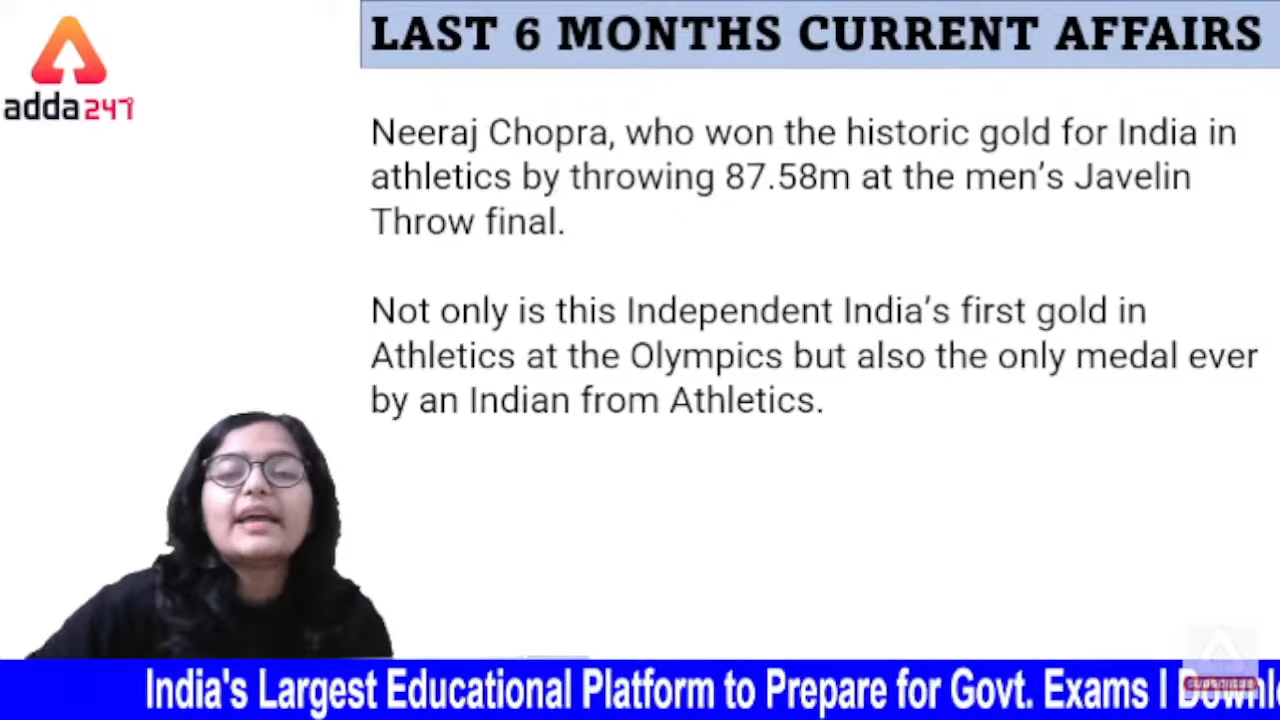 LAST 6 MONTHS CURRENT AFFAIRS
adda247
Neeraj Chopra, who won the historic gold for India in
athletics by throwing 87.58m at the men’s Javelin
Throw final.
Not only is this Independent India’s first gold in
Athletics at the Olympics but also the only medal ever
by an Indian from Athletics.
India's Largest Educational Platform to Prepare for Govt. Exams I
SUBSCRIBE